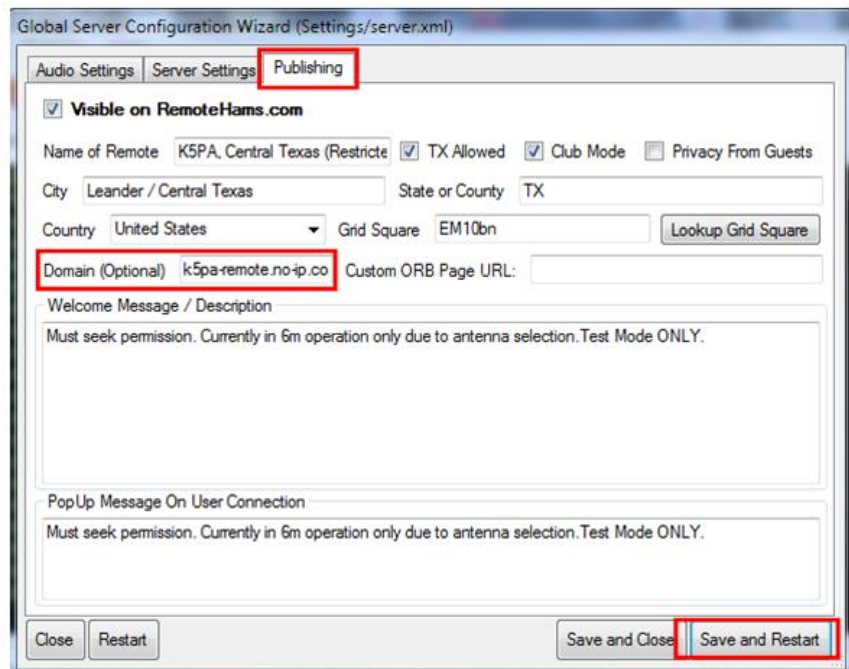 Global Server Configuration Wizard (Settings/server.xml)
Audio Settings Server Settings Publishing
Visible on RemoteHams.com
Name of Remote K5PA, Central Texas (Restricte TX Allowed Club Mode Privacy From Guests
City Leander / Central Texas State or County TX
Country United States Grid Square EM10bn Lookup Grid Square
Domain (Optional) k5pa-remote.no-ip.co Custom ORB Page URL:
Welcome Message / Description
Must seek permission. Currently in 6m operation only due to antenna selection.Test Mode ONLY.
PopUp Message On User Connection
Must seek permission. Currently in 6m operation only due to antenna selection.Test Mode ONLY.
Close Restart Save and Close Save and Restart